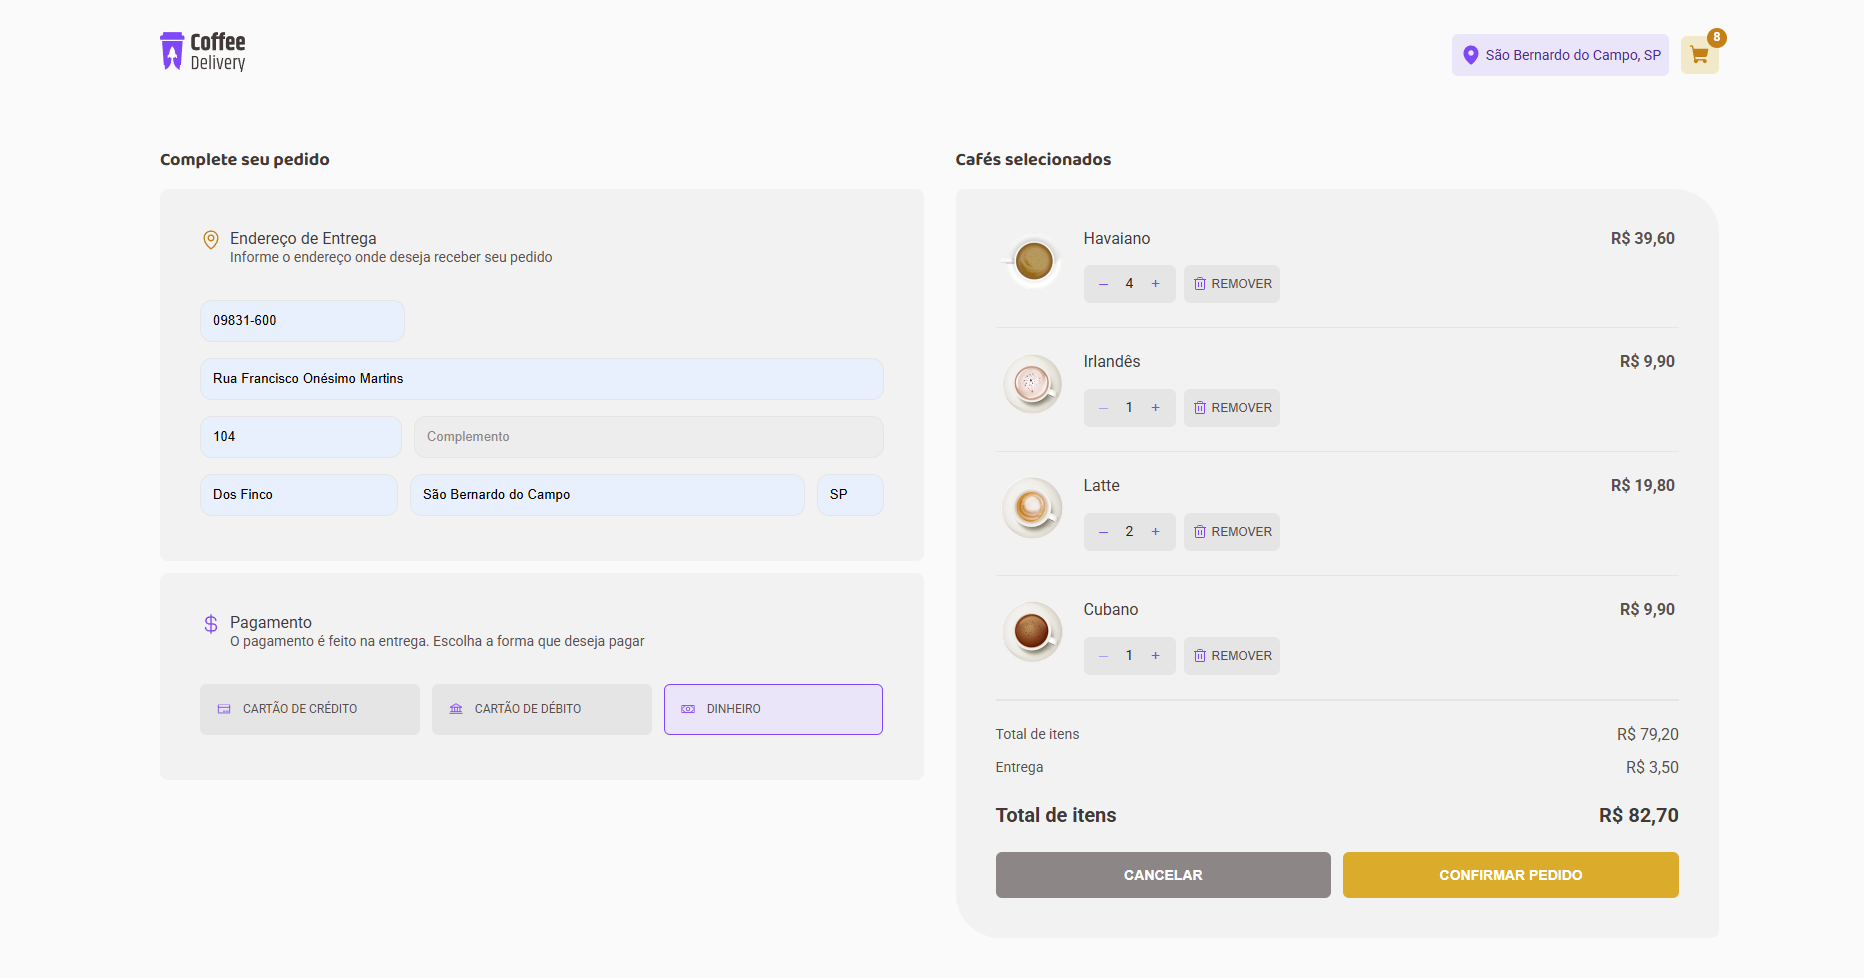 Coffee
Delivery
São Bernardo do Campo, SP
8
Complete seu pedido
Endereço de Entrega
Informe o endereço onde deseja receber seu pedido
09831-600
Rua Francisco Onésimo Martins
104
Complemento
Dos Finco
São Bernardo do Campo
SP
Pagamento
O pagamento é feito na entrega. Escolha a forma que deseja pagar
CARTÃO DE CRÉDITO
CARTÃO DE DÉBITO
DINHEIRO
Cafés selecionados
Havaiano
R$ 39,60
– 4 +
REMOVER
Irlandês
R$ 9,90
– 1 +
REMOVER
Latte
R$ 19,80
– 2 +
REMOVER
Cubano
R$ 9,90
– 1 +
REMOVER
Total de itens
R$ 79,20
Entrega
R$ 3,50
Total de itens
R$ 82,70
CANCELAR
CONFIRMAR PEDIDO